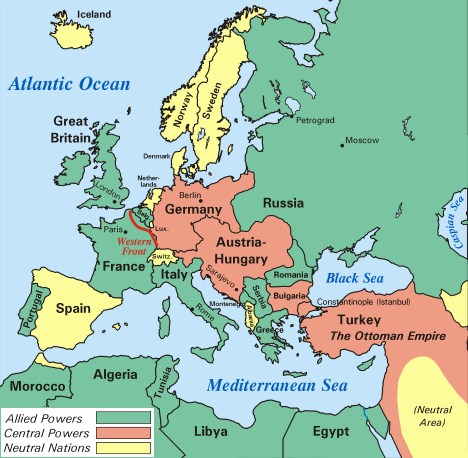 Iceland
Atlantic Ocean
Norway
Sweden
Petrograd
Great
Britain
Moscow
Denmark
Nether-
lands
London
Berlin
Germany
Russia
Caspian Sea
Belg.
Lux.
Paris
Western
Front
Austria-
Hungary
France
Switz.
Italy
Sarajevo
Romania
Black Sea
Portugal
Spain
Montenegro
Serbia
Bulgaria
Constantinople (Istanbul)
Rome
Albania
Greece
Turkey
The Ottoman Empire
Morocco
Algeria
Tunisia
Mediterranean Sea
(Neutral
Area)
Libya
Egypt
Allied Powers
Central Powers
Neutral Nations